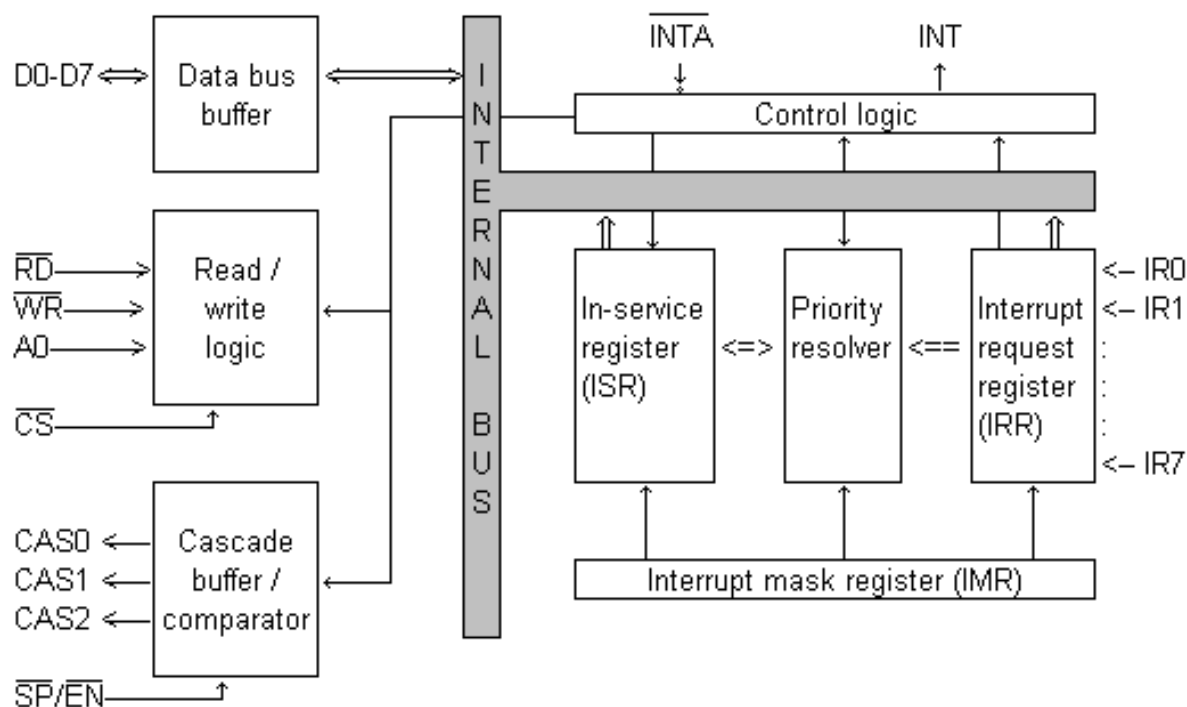 D0-D7
Data bus
buffer
INTERNAL BUS
INTA
INT
Control logic
RD
WR
A0
CS
Read /
write
logic
In-service
register
(ISR)
<=>
Priority
resolver
<==
Interrupt
request
register
(IRR)
<– IR0
<– IR1
:
:
:
<– IR7
CAS0
CAS1
CAS2
SP/EN
Cascade
buffer /
comparator
Interrupt mask register (IMR)